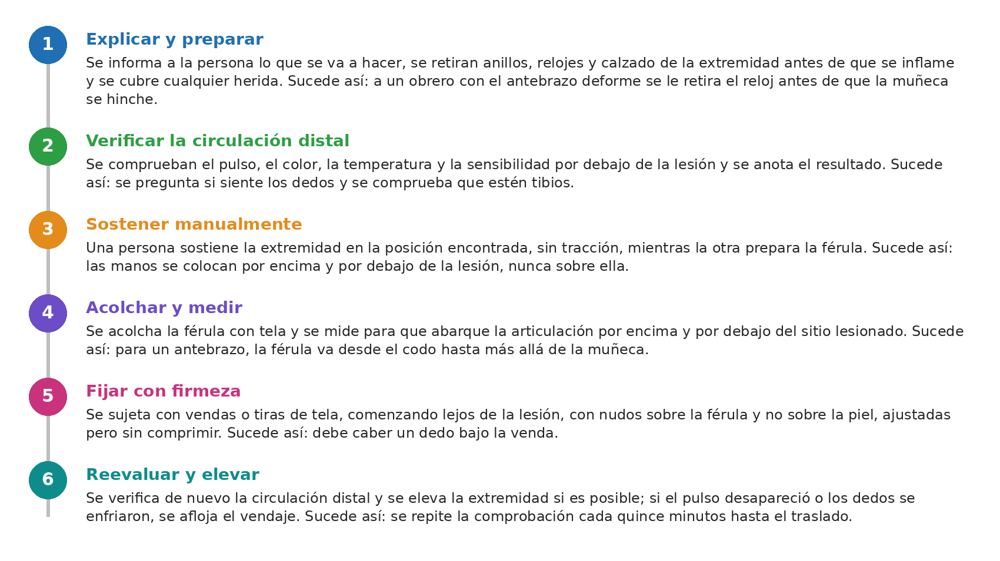 1
Explicar y preparar
Se informa a la persona lo que se va a hacer, se retiran anillos, relojes y calzado de la extremidad antes de que se inflame
y se cubre cualquier herida. Sucede así: a un obrero con el antebrazo deforme se le retira el reloj antes de que la muñeca
se hinche.
2
Verificar la circulación distal
Se comprueban el pulso, el color, la temperatura y la sensibilidad por debajo de la lesión y se anota el resultado. Sucede
así: se pregunta si siente los dedos y se comprueba que estén tibios.
3
Sostener manualmente
Una persona sostiene la extremidad en la posición encontrada, sin tracción, mientras la otra prepara la férula. Sucede así:
las manos se colocan por encima y por debajo de la lesión, nunca sobre ella.
4
Acolchar y medir
Se acolcha la férula con tela y se mide para que abarque la articulación por encima y por debajo del sitio lesionado. Sucede
así: para un antebrazo, la férula va desde el codo hasta más allá de la muñeca.
5
Fijar con firmeza
Se sujeta con vendas o tiras de tela, comenzando lejos de la lesión, con nudos sobre la férula y no sobre la piel, ajustadas
pero sin comprimir. Sucede así: debe caber un dedo bajo la venda.
6
Reevaluar y elevar
Se verifica de nuevo la circulación distal y se eleva la extremidad si es posible; si el pulso desapareció o los dedos se
enfriaron, se afloja el vendaje. Sucede así: se repite la comprobación cada quince minutos hasta el traslado.